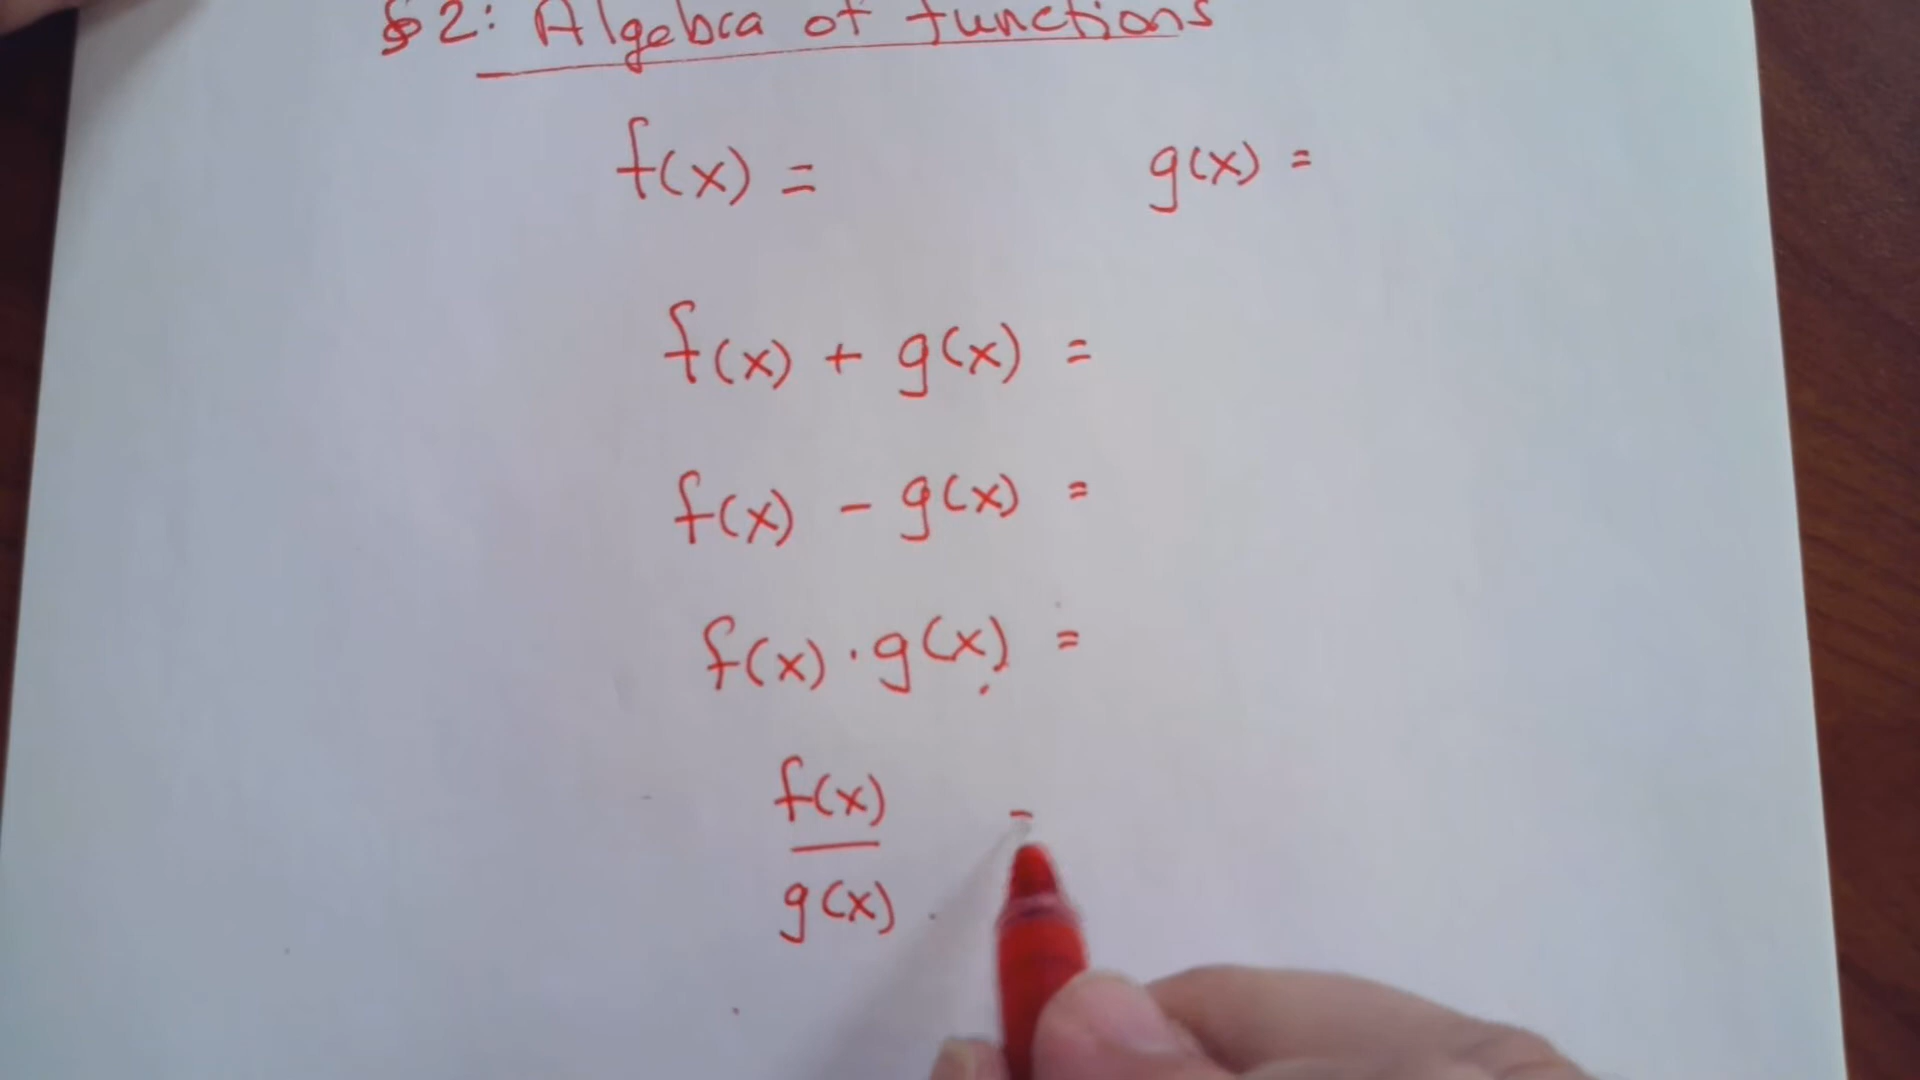 §2: Algebra of functions
f(x) = g(x) =
f(x) + g(x) =
f(x) - g(x) =
f(x) · g(x) =
f(x)
-
g(x)